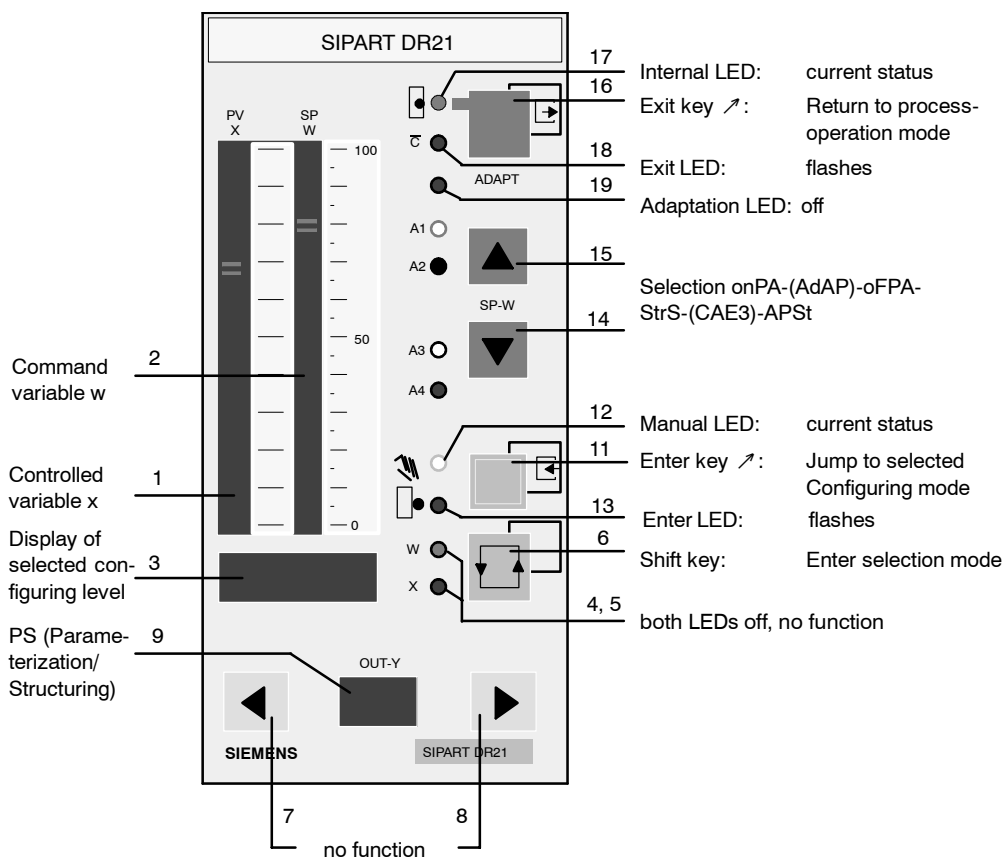 SIPART DR21
17
Internal LED: current status
16
Exit key ↗: Return to process-
operation mode
18
Exit LED: flashes
19
Adaptation LED: off
PV
X
SP
W
100
50
0
C̅
ADAPT
A1
A2
SP-W
A3
A4
15
Selection onPA-(AdAP)-oFPA-
StrS-(CAE3)-APSt
14
2
Command
variable w
12
Manual LED: current status
11
Enter key ↗: Jump to selected
Configuring mode
13
Enter LED: flashes
6
Shift key: Enter selection mode
4, 5
both LEDs off, no function
Controlled
variable x
1
Display of
selected con-
figuring level
3
W
X
PS (Parame-
terization/
Structuring)
9
OUT-Y
SIEMENS
SIPART DR21
7
8
no function